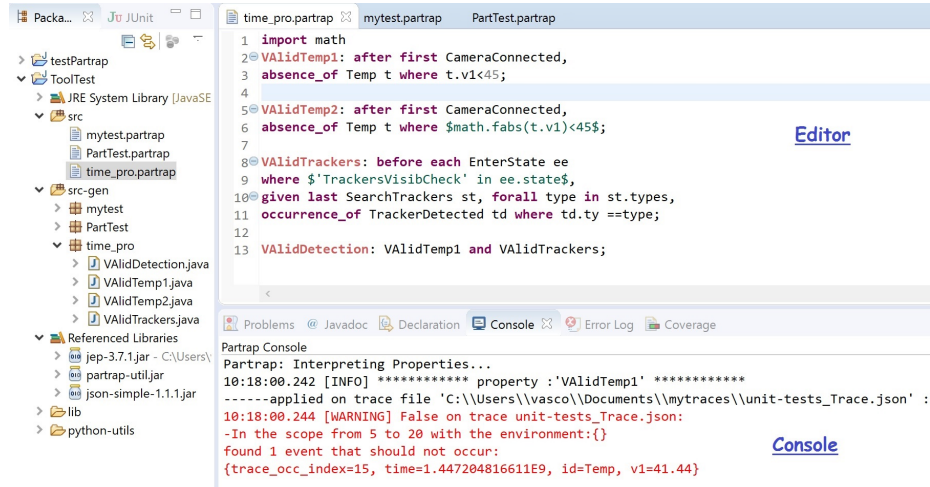 Packa... JUnit
testPartrap
ToolTest
JRE System Library [JavaSE
src
mytest.partrap
PartTest.partrap
time_pro.partrap
src-gen
mytest
PartTest
time_pro
VAlidDetection.java
VAlidTemp1.java
VAlidTemp2.java
VAlidTrackers.java
Referenced Libraries
jep-3.7.1.jar - C:\Users\
partrap-util.jar
json-simple-1.1.1.jar
lib
python-utils
time_pro.partrap mytest.partrap PartTest.partrap
1 import math
2 VAlidTemp1: after first CameraConnected,
3 absence_of Temp t where t.v1<45;
4
5 VAlidTemp2: after first CameraConnected,
6 absence_of Temp t where $math.fabs(t.v1)<45$;
7
8 VAlidTrackers: before each EnterState ee
9 where $'TrackersVisibCheck' in ee.state$,
10 given last SearchTrackers st, forall type in st.types,
11 occurrence_of TrackerDetected td where td.ty ==type;
12
13 VAlidDetection: VAlidTemp1 and VAlidTrackers;
Editor
Problems @ Javadoc Declaration Console Error Log Coverage
Partrap Console
Partrap: Interpreting Properties...
10:18:00.242 [INFO] ************ property :'VAlidTemp1' ************
------applied on trace file 'C:\\Users\\vasco\\Documents\\mytraces\\unit-tests_Trace.json' :
10:18:00.244 [WARNING] False on trace unit-tests_Trace.json:
-In the scope from 5 to 20 with the environment:{}
found 1 event that should not occur:
{trace_occ_index=15, time=1.447204816611E9, id=Temp, v1=41.44}
Console